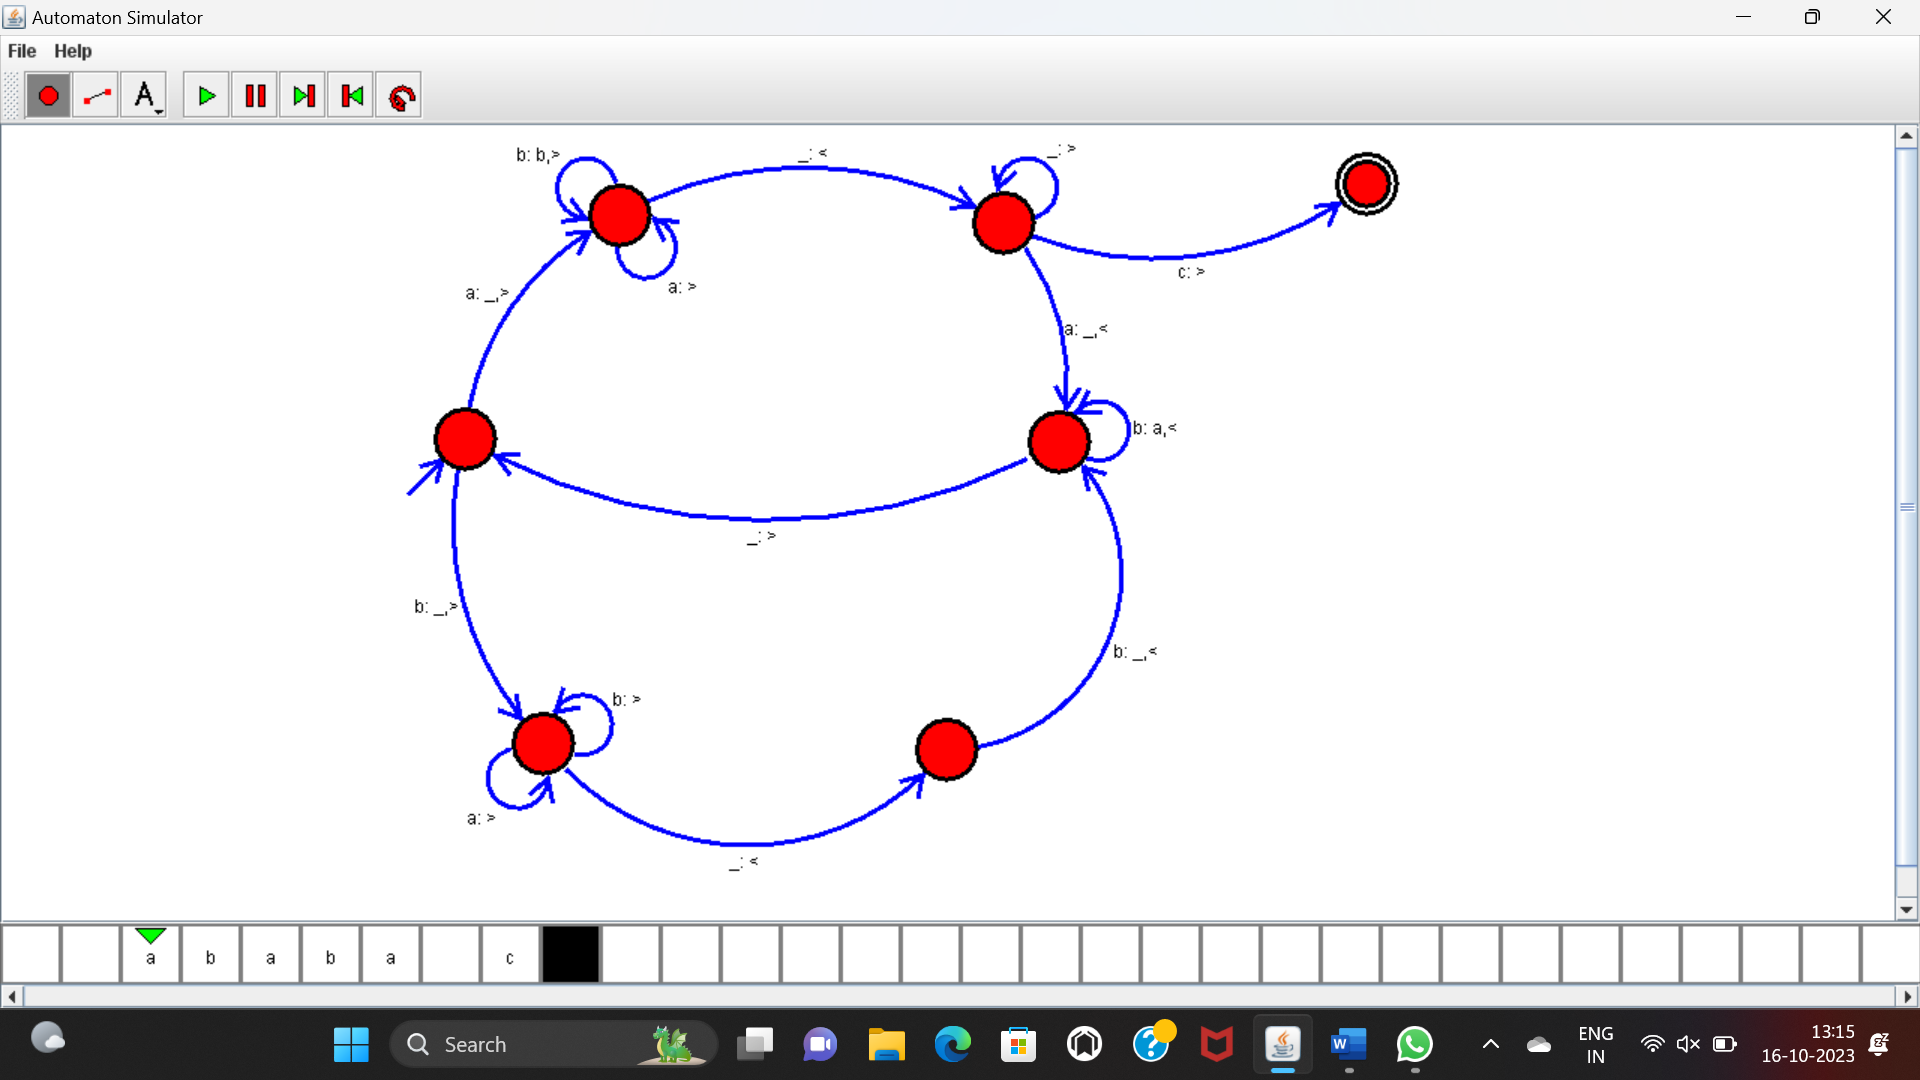 Automaton Simulator
File Help
A
b: b,>
_: <
_: >
c: >
a: _,>
a: >
a: _,<
b: a,<
_: >
b: _,>
b: _,<
b: >
a: >
_: <
a b a b a c
Search
ENG
IN
13:15
16-10-2023